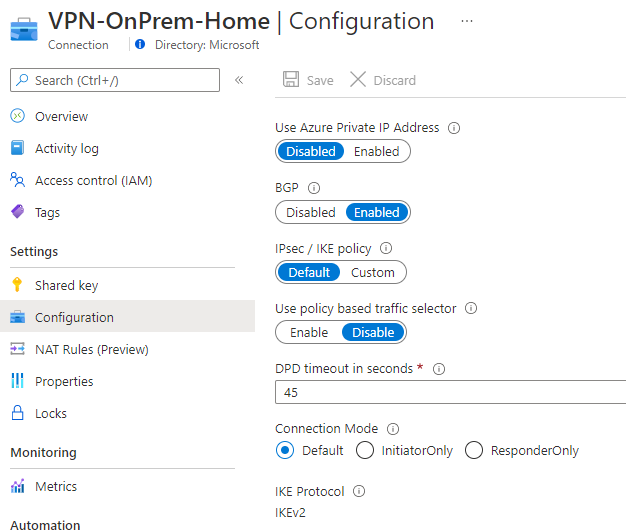 VPN-OnPrem-Home | Configuration ...
Connection Directory: Microsoft
Search (Ctrl+/) «
Overview
Activity log
Access control (IAM)
Tags
Settings
Shared key
Configuration
NAT Rules (Preview)
Properties
Locks
Monitoring
Metrics
Automation
Save Discard
Use Azure Private IP Address
Disabled Enabled
BGP
Disabled Enabled
IPsec / IKE policy
Default Custom
Use policy based traffic selector
Enable Disable
DPD timeout in seconds *
45
Connection Mode
Default InitiatorOnly ResponderOnly
IKE Protocol
IKEv2